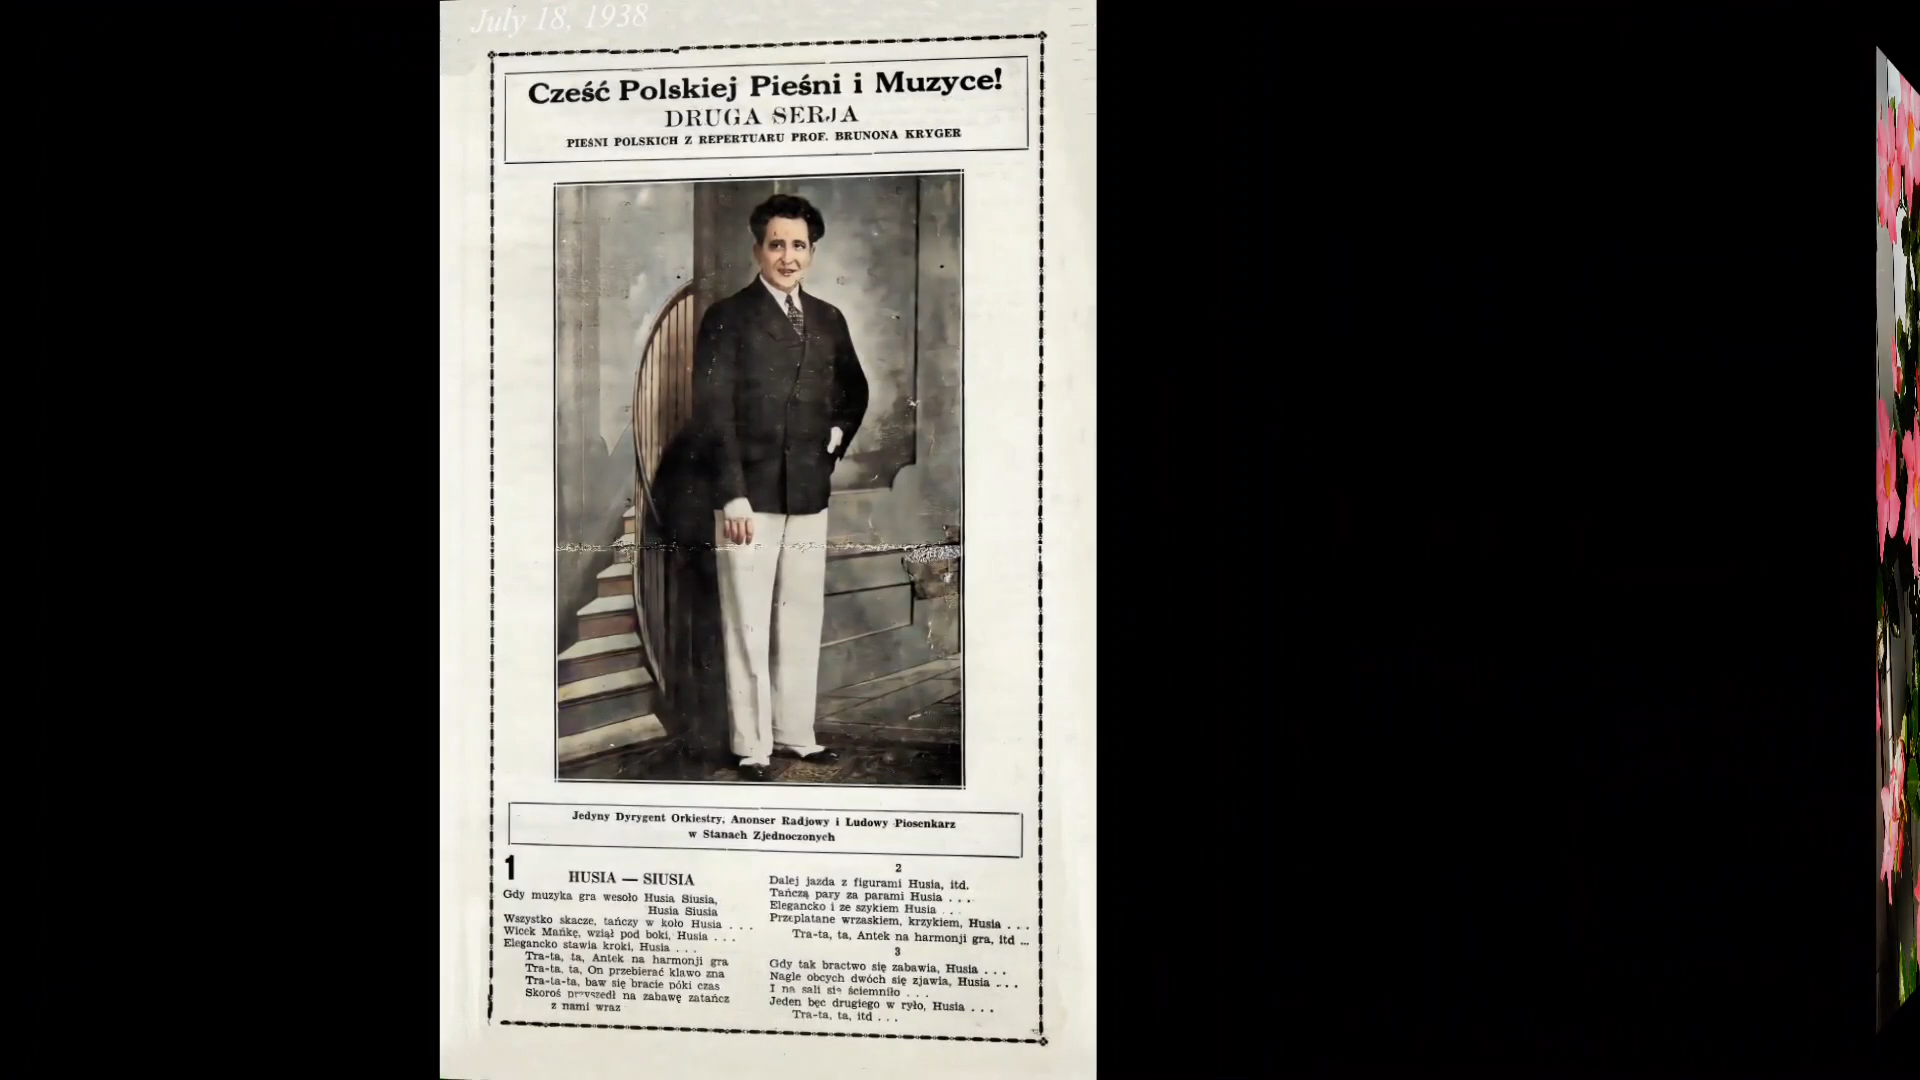 July 18, 1938
Cześć Polskiej Pieśni i Muzyce!
DRUGA SERJA
PIEŚNI POLSKICH Z REPERTUARU PROF. BRUNONA KRYGER
Jedyny Dyrygent Orkiestry, Anonser Radjowy i Ludowy Piosenkarz
w Stanach Zjednoczonych
1
HUSIA — SIUSIA
Gdy muzyka gra wesoło Husia Siusia,
Husia Siusia
Wszystko skacze, tańczy w koło Husia . . .
Wicek Mańkę, wziął pod boki, Husia . . .
Elegancko stawia kroki, Husia . . .
Tra-ta, ta, Antek na harmonji gra
Tra-ta, ta, On przebierać klawo zna
Tra-ta-ta, baw się bracie póki czas
Skoroś przyszedł na zabawę zatańcz
z nami wraz
2
Dalej jazda z figurami Husia, itd.
Tańczą pary za parami Husia . . .
Elegancko i ze szykiem Husia . . .
Przeplatane wrzaskiem, krzykiem, Husia . . .
Tra-ta, ta, Antek na harmonji gra, itd ...
3
Gdy tak bractwo się zabawia, Husia . . .
Nagle obcych dwóch się zjawia, Husia . . .
I na sali się ściemniło . . .
Jeden bęc drugiego w ryło, Husia . . .
Tra-ta, ta, itd . . .